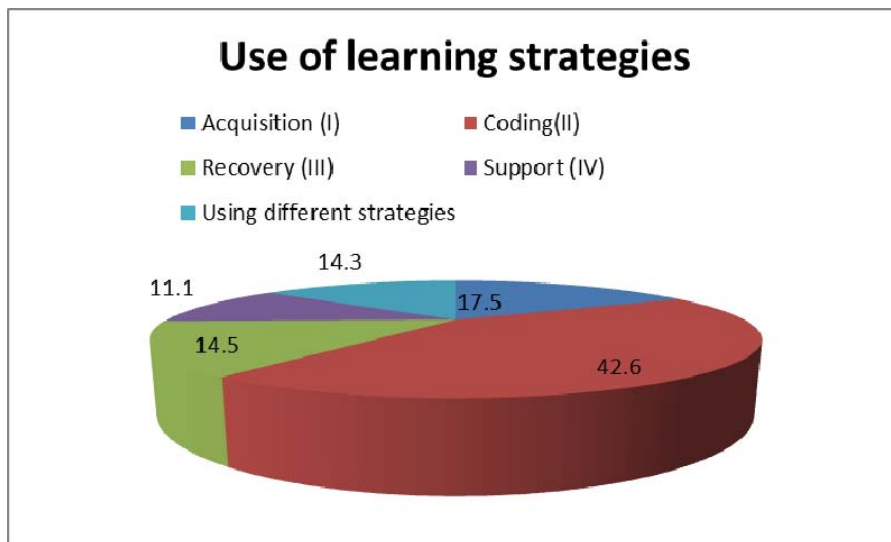 Use of learning strategies
Acquisition (I)
Coding(II)
Recovery (III)
Support (IV)
Using different strategies
14.3
11.1
17.5
14.5
42.6